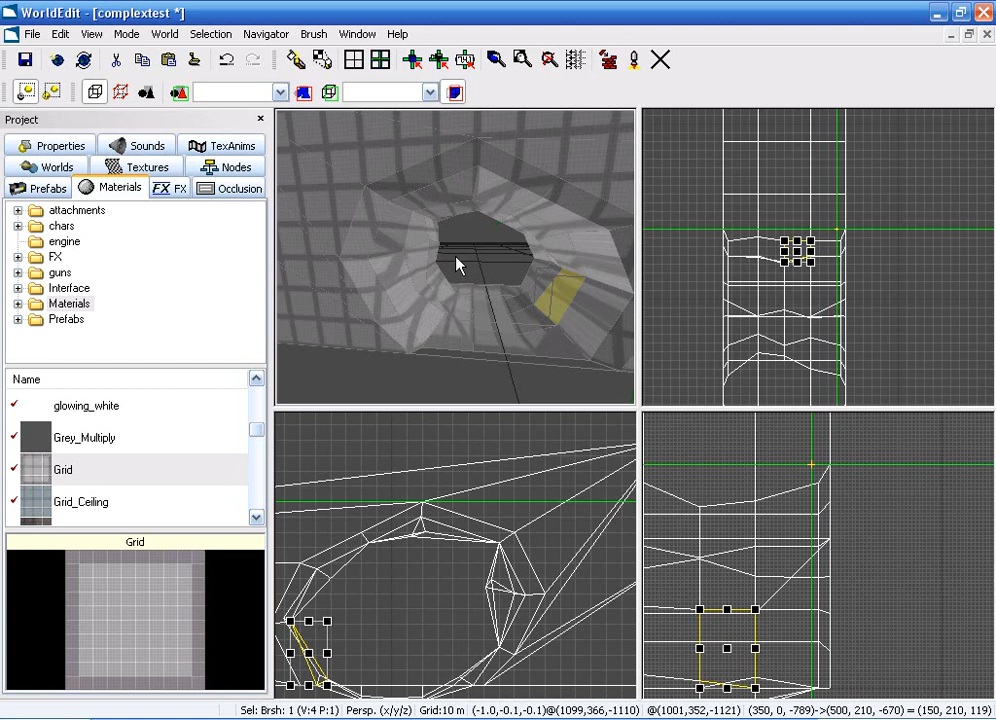 WorldEdit - [complextest *]
File Edit View Mode World Selection Navigator Brush Window Help
Project
Properties Sounds TexAnims
Worlds Textures Nodes
Prefabs Materials FX FX Occlusion
attachments
chars
engine
FX
guns
Interface
Materials
Prefabs
Name
glowing_white
Grey_Multiply
Grid
Grid_Ceiling
Grid
Sel: Brsh: 1 (V:4 P:1) Persp. (x/y/z) Grid:10 m (-1.0,-0.1,-0.1)@(1099,366,-1110) @(1001,352,-1121) (350, 0, -789)->(500, 210, -670) = (150, 210, 119)